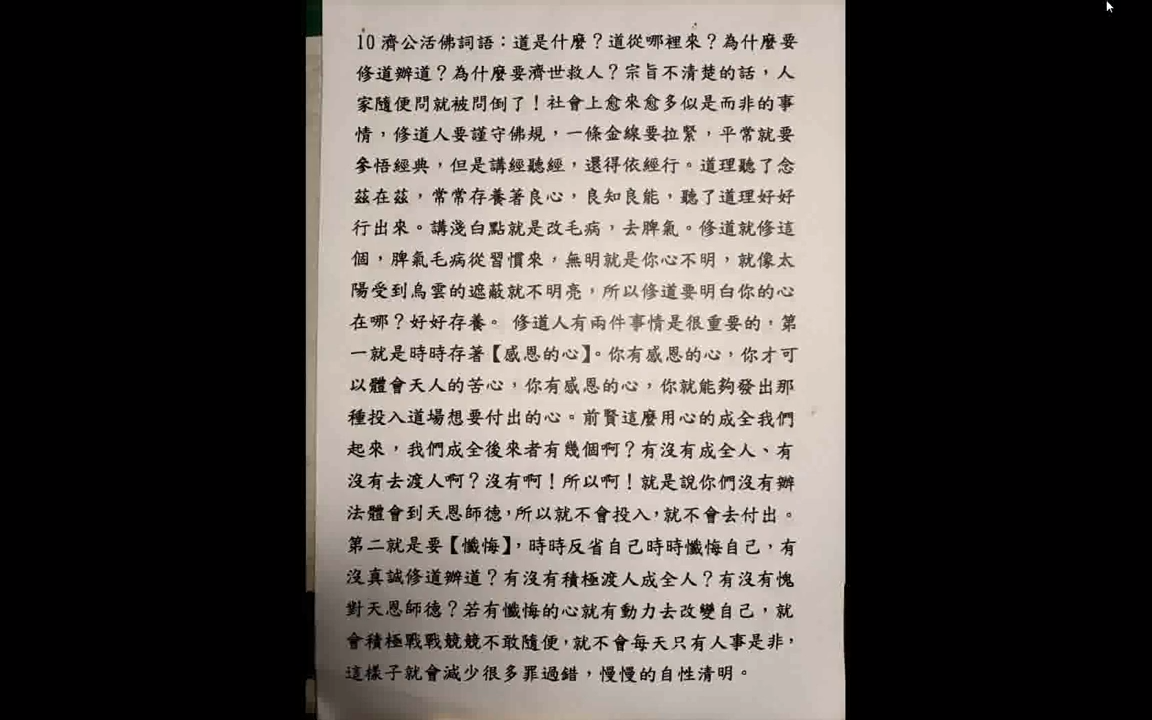 10 濟公活佛詞語：道是什麼？道從哪裡來？為什麼要
修道辦道？為什麼要濟世救人？宗旨不清楚的話，人
家隨便問就被問倒了！社會上愈來愈多似是而非的事
情，修道人要謹守佛規，一條金線要拉緊，平常就要
參悟經典，但是講經聽經，還得依經行。道理聽了念
茲在茲，常常存養著良心，良知良能，聽了道理好好
行出來。講淺白點就是改毛病，去脾氣。修道就修這
個，脾氣毛病從習慣來，無明就是你心不明，就像太
陽受到烏雲的遮蔽就不明亮，所以修道要明白你的心
在哪？好好存養。 修道人有兩件事情是很重要的，第
一就是時時存著【感恩的心】。你有感恩的心，你才可
以體會天人的苦心，你有感恩的心，你就能夠發出那
種投入道場想要付出的心。前賢這麼用心的成全我們
起來，我們成全後來者有幾個啊？有沒有成全人、有
沒有去渡人啊？沒有啊！所以啊！就是說你們沒有辦
法體會到天恩師德，所以就不會投入，就不會去付出。
第二就是要【懺悔】，時時反省自己時時懺悔自己，有
沒真誠修道辦道？有沒有積極渡人成全人？有沒有愧
對天恩師德？若有懺悔的心就有動力去改變自己，就
會積極戰戰競競不敢隨便，就不會每天只有人事是非，
這樣子就會減少很多罪過錯，慢慢的自性清明。